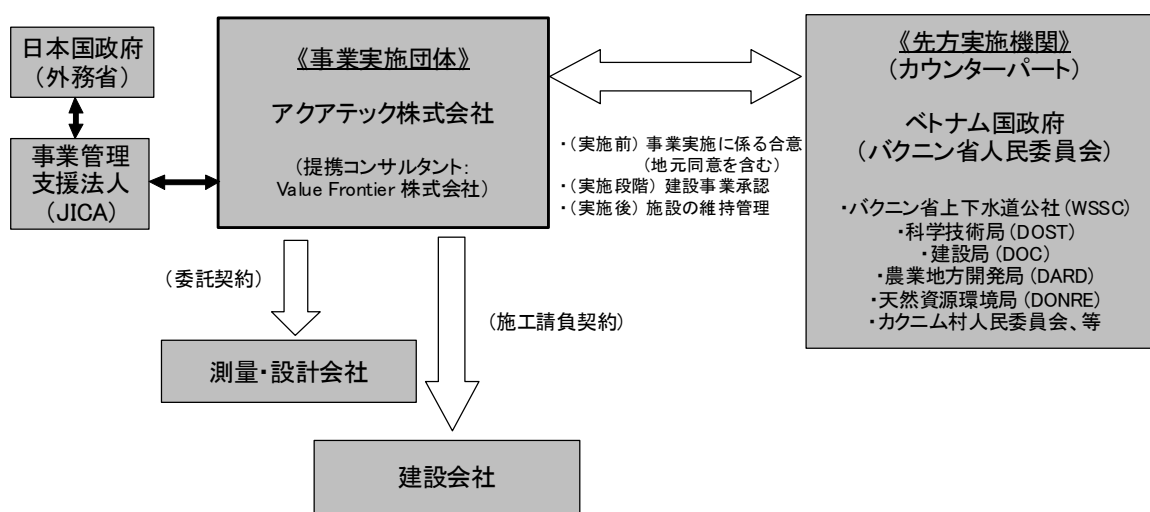 日本国政府
（外務省）
事業管理
支援法人
（JICA）
《事業実施団体》
アクアテック株式会社
（提携コンサルタント：
Value Frontier 株式会社）
・（実施前）事業実施に係る合意
（地元同意を含む）
・（実施段階）建設事業承認
・（実施後）施設の維持管理
《先方実施機関》
（カウンターパート）
ベトナム国政府
（バクニン省人民委員会）
・バクニン省上下水道公社（WSSC）
・科学技術局（DOST）
・建設局（DOC）
・農業地方開発局（DARD）
・天然資源環境局（DONRE）
・カクニム村人民委員会、等
（委託契約）
（施工請負契約）
測量・設計会社
建設会社